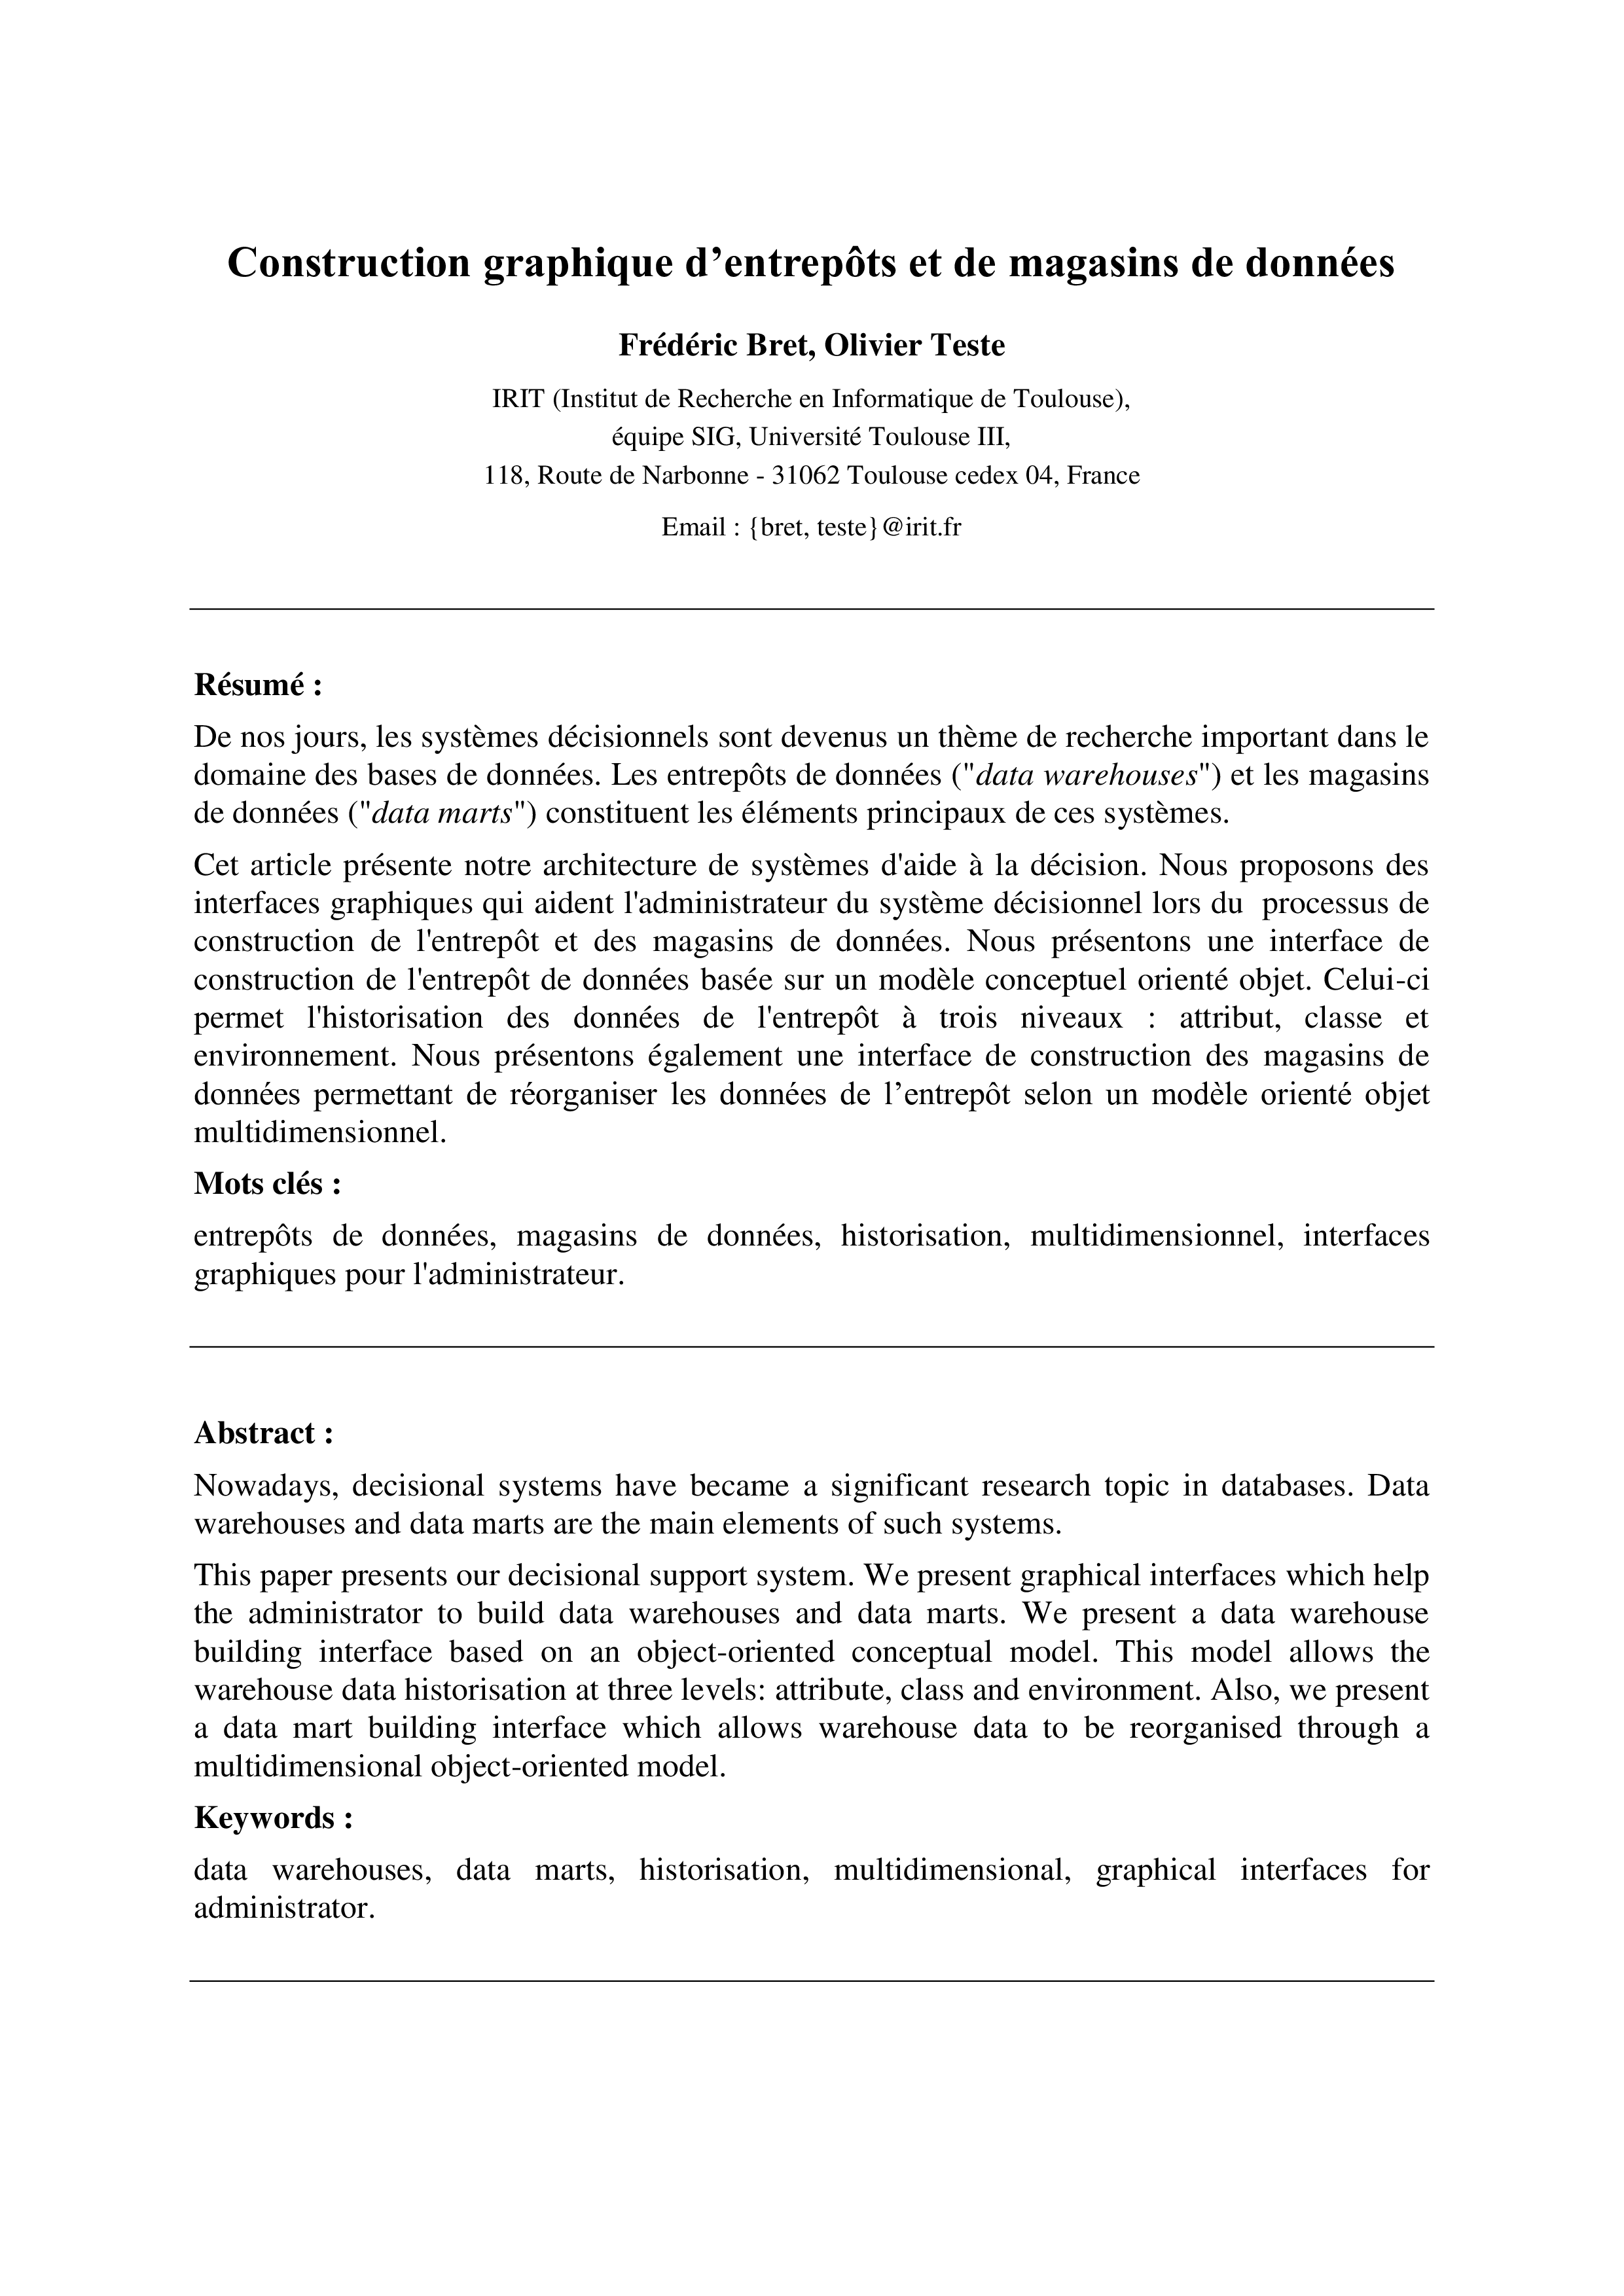 Construction graphique d’entrepôts et de magasins de données
Frédéric Bret, Olivier Teste
IRIT (Institut de Recherche en Informatique de Toulouse),
équipe SIG, Université Toulouse III,
118, Route de Narbonne - 31062 Toulouse cedex 04, France
Email : {bret, teste}@irit.fr
Résumé :
De nos jours, les systèmes décisionnels sont devenus un thème de recherche important dans le
domaine des bases de données. Les entrepôts de données ("data warehouses") et les magasins
de données ("data marts") constituent les éléments principaux de ces systèmes.
Cet article présente notre architecture de systèmes d'aide à la décision. Nous proposons des
interfaces graphiques qui aident l'administrateur du système décisionnel lors du  processus de
construction de l'entrepôt et des magasins de données. Nous présentons une interface de
construction de l'entrepôt de données basée sur un modèle conceptuel orienté objet. Celui-ci
permet l'historisation des données de l'entrepôt à trois niveaux : attribut, classe et
environnement. Nous présentons également une interface de construction des magasins de
données permettant de réorganiser les données de l’entrepôt selon un modèle orienté objet
multidimensionnel.
Mots clés :
entrepôts de données, magasins de données, historisation, multidimensionnel, interfaces
graphiques pour l'administrateur.
Abstract :
Nowadays, decisional systems have became a significant research topic in databases. Data
warehouses and data marts are the main elements of such systems.
This paper presents our decisional support system. We present graphical interfaces which help
the administrator to build data warehouses and data marts. We present a data warehouse
building interface based on an object-oriented conceptual model. This model allows the
warehouse data historisation at three levels: attribute, class and environment. Also, we present
a data mart building interface which allows warehouse data to be reorganised through a
multidimensional object-oriented model.
Keywords :
data warehouses, data marts, historisation, multidimensional, graphical interfaces for
administrator.